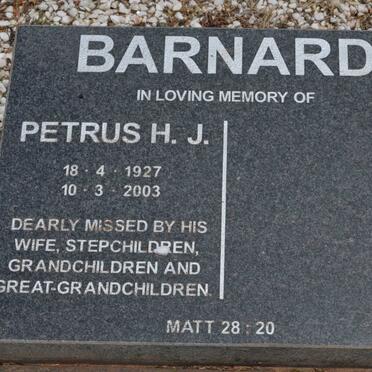 BARNARD
IN LOVING MEMORY OF
PETRUS H. J.
18 · 4 · 1927
10 · 3 · 2003
DEARLY MISSED BY HIS
WIFE, STEPCHILDREN,
GRANDCHILDREN AND
GREAT-GRANDCHILDREN.
MATT 28 : 20